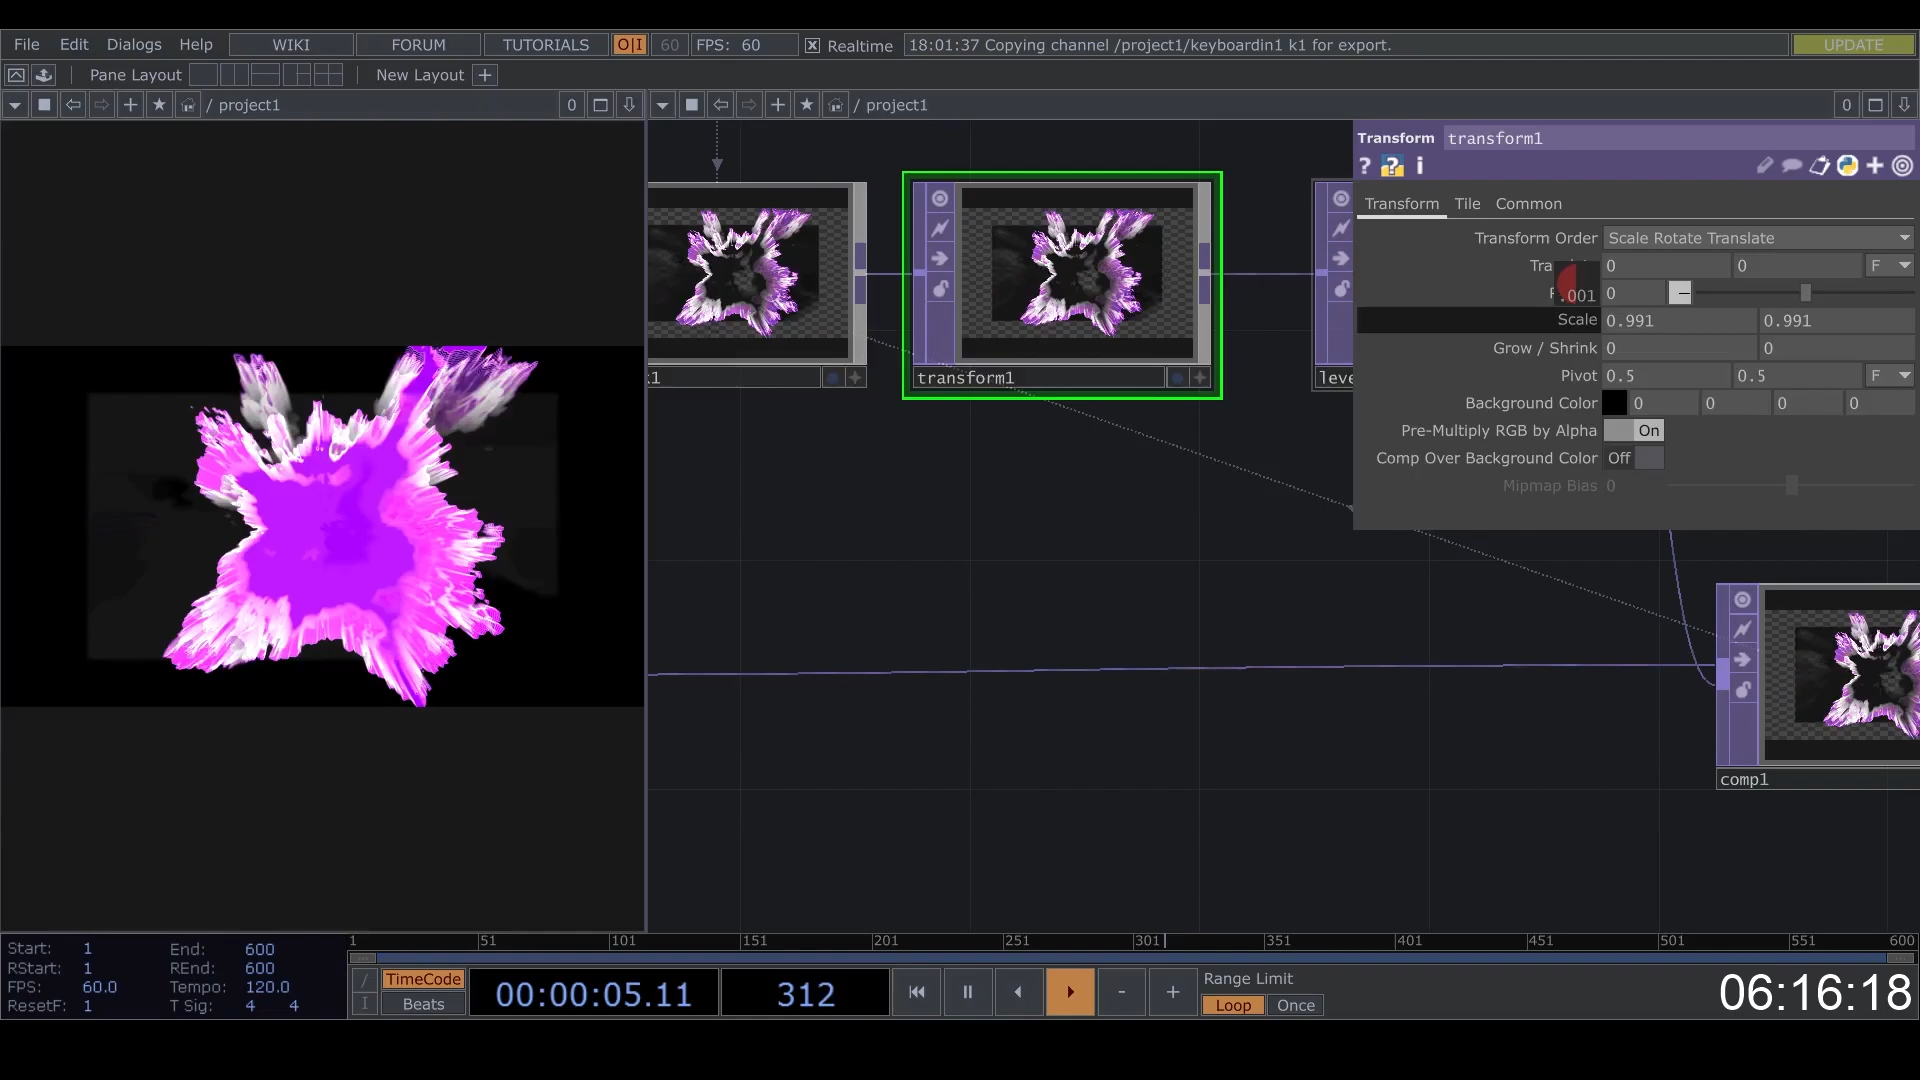 File Edit Dialogs Help WIKI FORUM TUTORIALS O|I 60 FPS: 60 Realtime 18:01:37 Copying channel /project1/keyboardin1 k1 for export. UPDATE
Pane Layout New Layout +
/ project1 0
/ project1 0
Transform transform1
? ? i
Transform Tile Common
Transform Order Scale Rotate Translate
0 0 F
.001 0
Scale 0.991 0.991
Grow / Shrink 0 0
Pivot 0.5 0.5 F
Background Color 0 0 0 0
Pre-Multiply RGB by Alpha On
Comp Over Background Color Off
Mipmap Bias 0
transform1
comp1
Start: 1 End: 600
RStart: 1 REnd: 600
FPS: 60.0 Tempo: 120.0
ResetF: 1 T Sig: 4 4
1 51 101 151 201 251 301 351 401 451 501 551 600
/ TimeCode
I Beats
00:00:05.11 312 - +
Range Limit
Loop Once
06:16:18